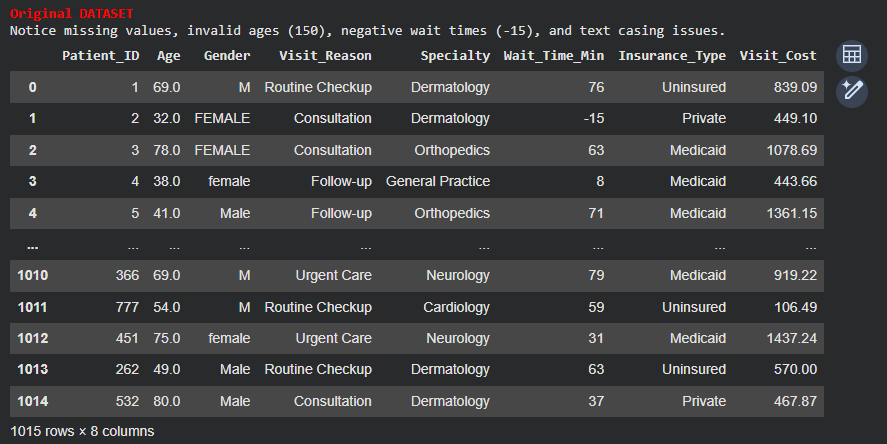 Original DATASET
Notice missing values, invalid ages (150), negative wait times (-15), and text casing issues.
Patient_ID Age Gender Visit_Reason Specialty Wait_Time_Min Insurance_Type Visit_Cost
0 1 69.0 M Routine Checkup Dermatology 76 Uninsured 839.09
1 2 32.0 FEMALE Consultation Dermatology -15 Private 449.10
2 3 78.0 FEMALE Consultation Orthopedics 63 Medicaid 1078.69
3 4 38.0 female Follow-up General Practice 8 Medicaid 443.66
4 5 41.0 Male Follow-up Orthopedics 71 Medicaid 1361.15
... ... ... ... ... ... ... ... ...
1010 366 69.0 M Urgent Care Neurology 79 Medicaid 919.22
1011 777 54.0 M Routine Checkup Cardiology 59 Uninsured 106.49
1012 451 75.0 female Urgent Care Neurology 31 Medicaid 1437.24
1013 262 49.0 Male Routine Checkup Dermatology 63 Uninsured 570.00
1014 532 80.0 Male Consultation Dermatology 37 Private 467.87
1015 rows × 8 columns